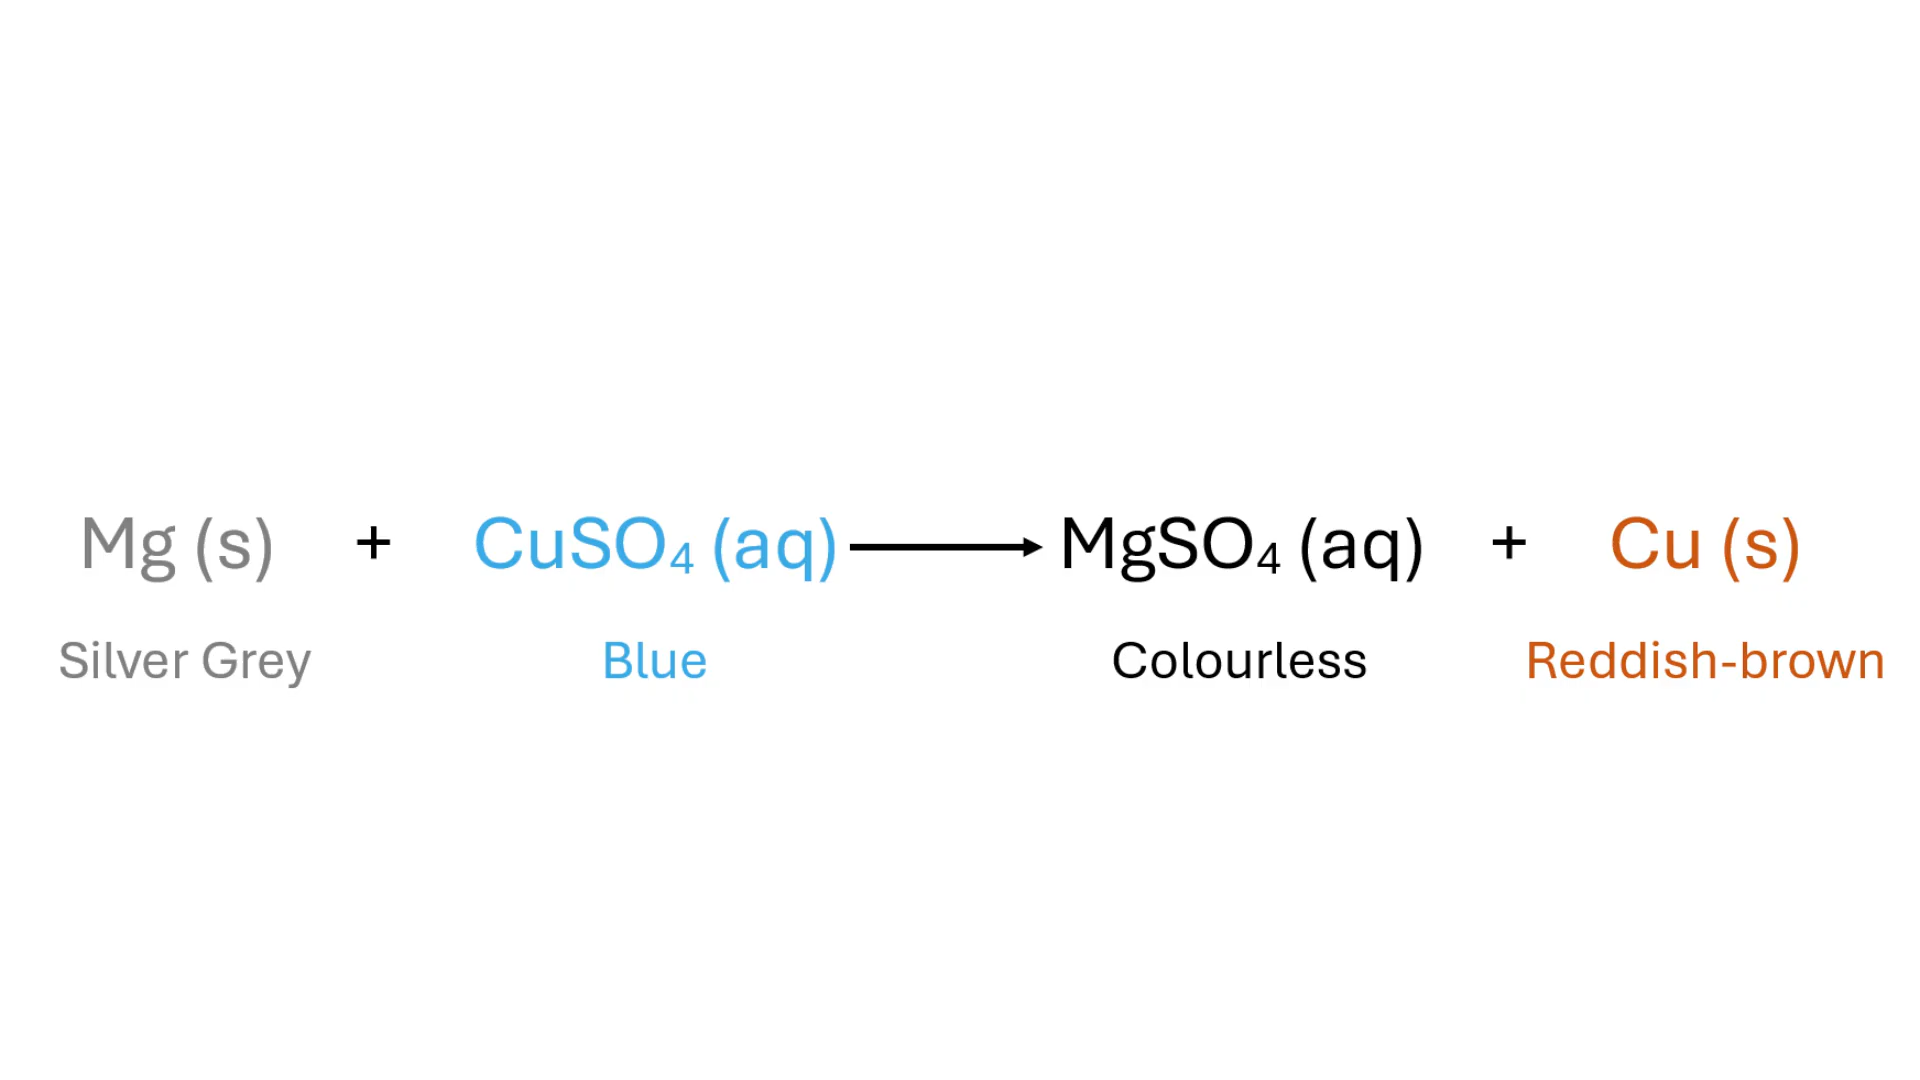 Mg (s) + CuSO₄ (aq) ⟶ MgSO₄ (aq) + Cu (s)
Silver Grey Blue Colourless Reddish-brown